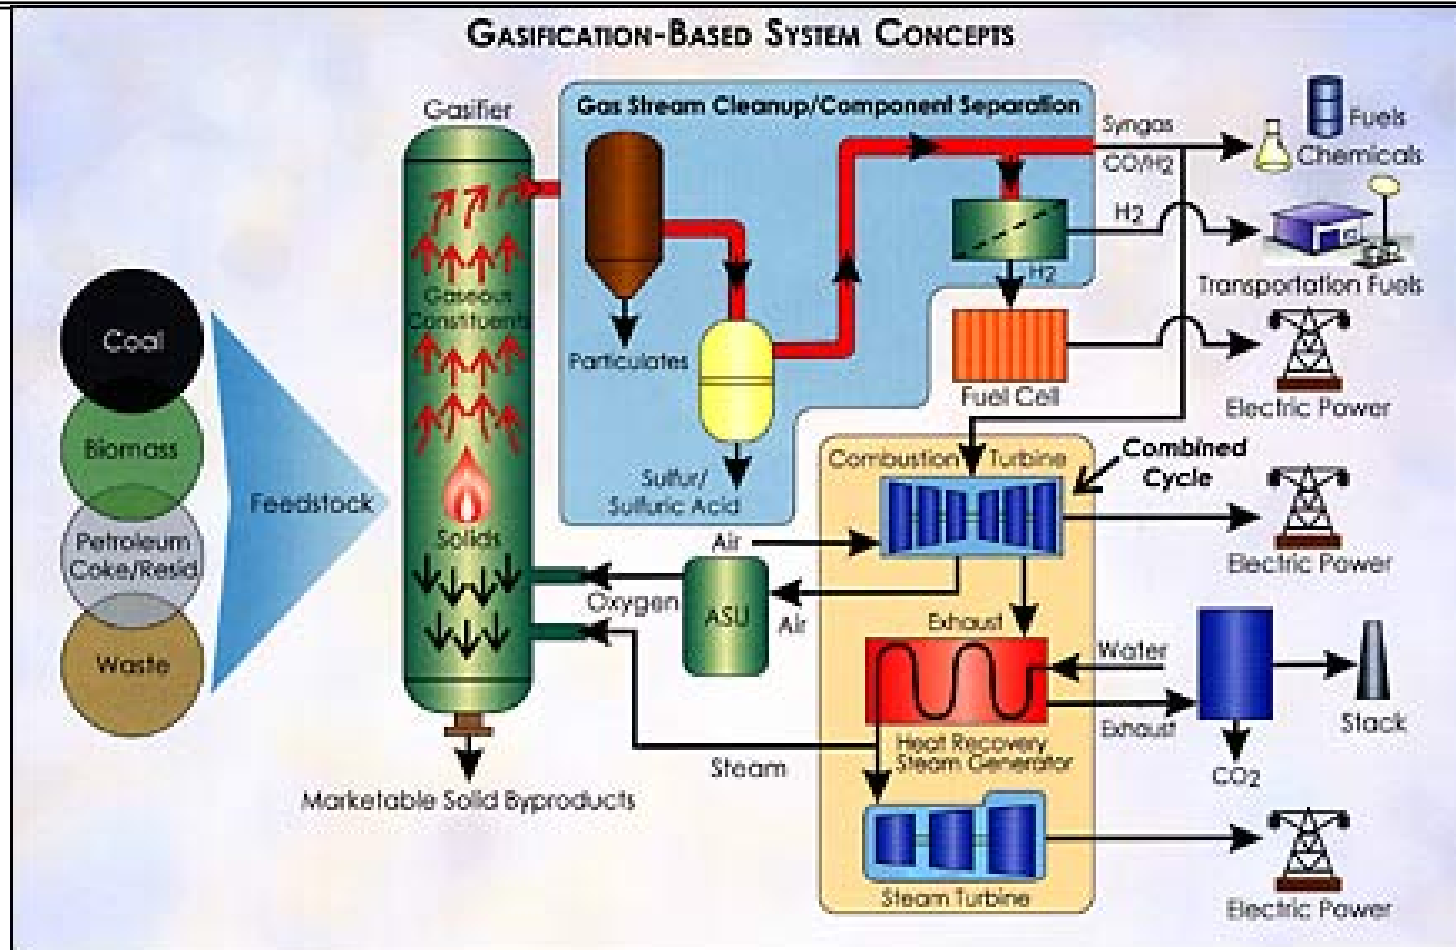 Gasification-Based System Concepts
Gasifier
Gas Stream Cleanup/Component Separation
Syngas
CO/H2
Fuels
Chemicals
H2
Transportation Fuels
H2
Gaseous
Constituents
Particulates
Fuel Cell
Electric Power
Coal
Biomass
Petroleum
Coke/Resid
Waste
Feedstock
Sulfur/
Sulfuric Acid
Combustion Turbine
Combined
Cycle
Solids
Air
Electric Power
Oxygen
ASU
Air
Exhaust
Water
Exhaust
Stack
Heat Recovery
Steam Generator
Steam
CO2
Marketable Solid Byproducts
Steam Turbine
Electric Power